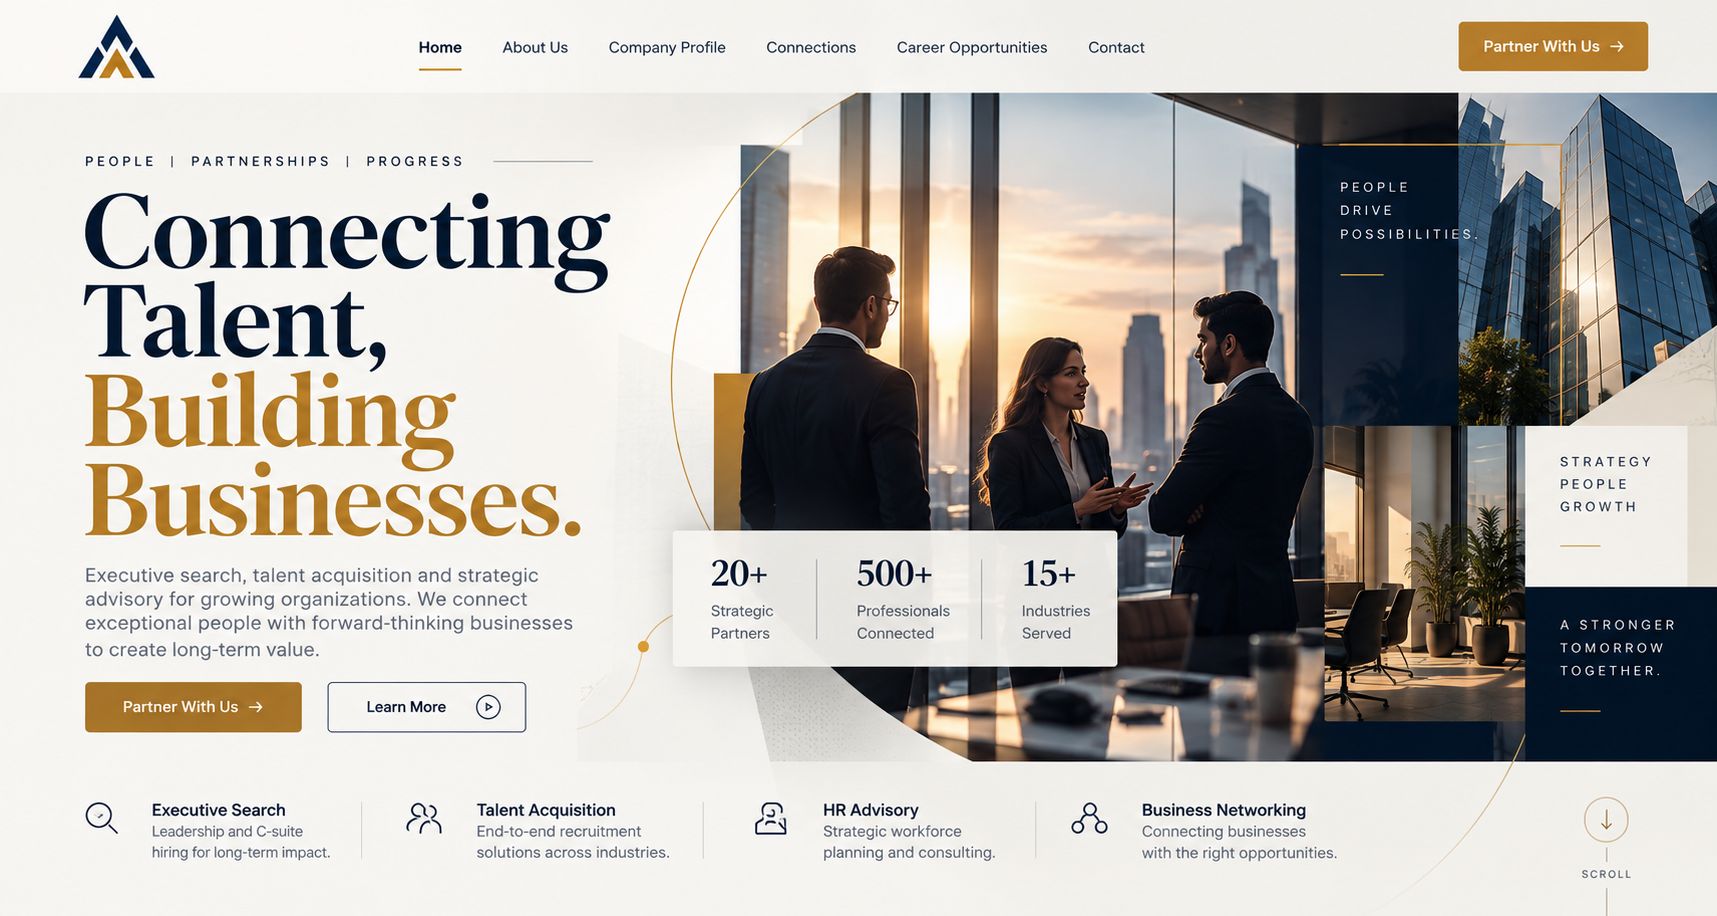 Home
About Us
Company Profile
Connections
Career Opportunities
Contact
Partner With Us
PEOPLE | PARTNERSHIPS | PROGRESS
Connecting
Talent,
Building
Businesses.
Executive search, talent acquisition and strategic
advisory for growing organizations. We connect
exceptional people with forward-thinking businesses
to create long-term value.
Partner With Us
Learn More
20+
Strategic
Partners
500+
Professionals
Connected
15+
Industries
Served
PEOPLE
DRIVE
POSSIBILITIES.
STRATEGY
PEOPLE
GROWTH
A STRONGER
TOMORROW
TOGETHER.
Executive Search
Leadership and C-suite
hiring for long-term impact.
Talent Acquisition
End-to-end recruitment
solutions across industries.
HR Advisory
Strategic workforce
planning and consulting.
Business Networking
Connecting businesses
with the right opportunities.
SCROLL